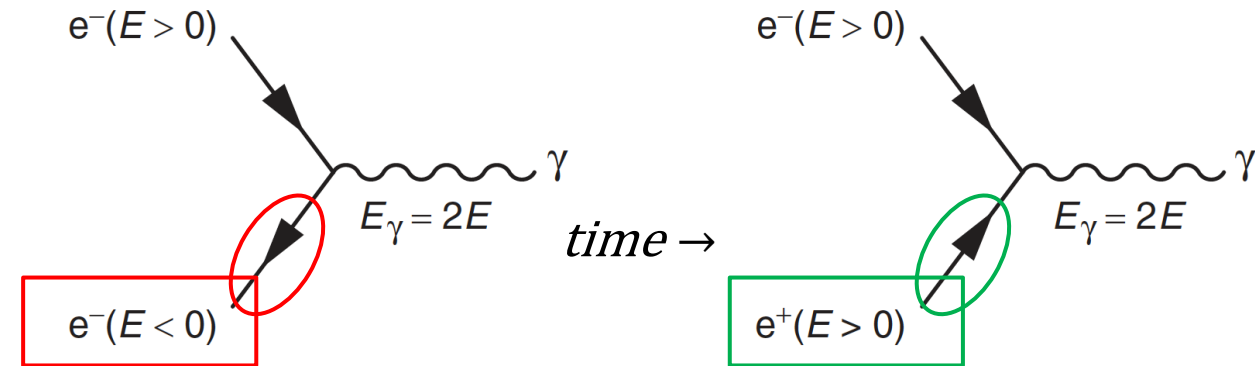 e⁻(E > 0)
γ
E_γ = 2E
e⁻(E < 0)
time →
e⁻(E > 0)
γ
E_γ = 2E
e⁺(E > 0)